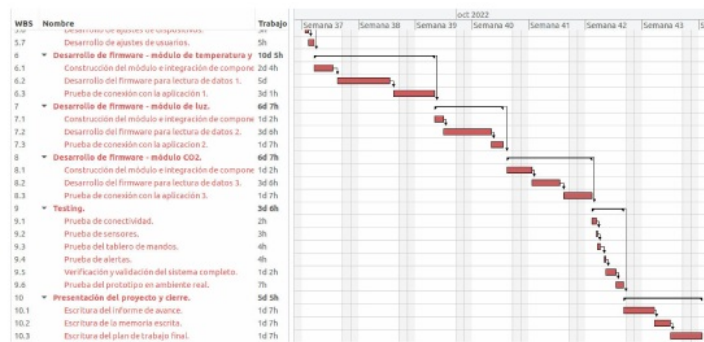 oct 2022
WBS Nombre Trabajo Semana 37 Semana 38 Semana 39 Semana 40 Semana 41 Semana 42 Semana 43 S
5.6 Desarrollo de ajustes de dispositivos. 5h
5.7 Desarrollo de ajustes de usuarios. 5h
6 Desarrollo de firmware - módulo de temperatura y 10d 5h
6.1 Construcción del módulo e integración de compone 2d 4h
6.2 Desarrollo del firmware para lectura de datos 1. 5d
6.3 Prueba de conexión con la aplicación 1. 3d 1h
7 Desarrollo de firmware - módulo de luz. 6d 7h
7.1 Construcción del módulo e integración de compone 1d 2h
7.2 Desarrollo del firmware para lectura de datos 2. 3d 6h
7.3 Prueba de conexión con la aplicacion 2. 1d 7h
8 Desarrollo de firmware - módulo CO2. 6d 7h
8.1 Construcción del módulo e integración de compone 1d 2h
8.2 Desarrollo del firmware para lectura de datos 3. 3d 6h
8.3 Prueba de conexión con la aplicación 3. 1d 7h
9 Testing. 3d 6h
9.1 Prueba de conectividad. 2h
9.2 Prueba de sensores. 3h
9.3 Prueba del tablero de mandos. 4h
9.4 Prueba de alertas. 4h
9.5 Verificación y validación del sistema completo. 1d 2h
9.6 Prueba del prototipo en ambiente real. 7h
10 Presentación del proyecto y cierre. 5d 5h
10.1 Escritura del informe de avance. 1d 7h
10.2 Escritura de la memoria escrita. 1d 7h
10.3 Escritura del plan de trabajo final. 1d 7h